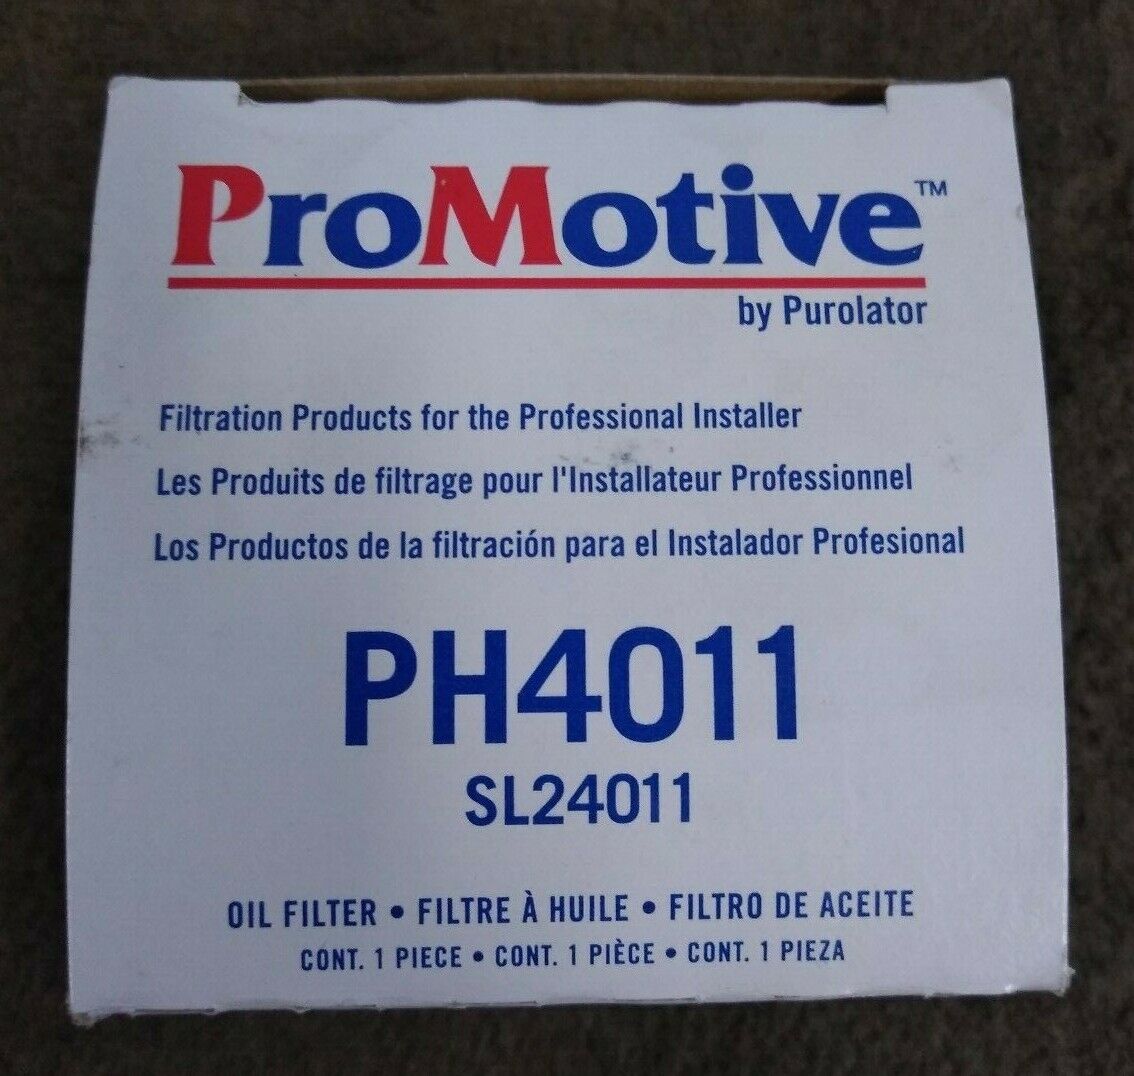 ProMotive™
by Purolator
Filtration Products for the Professional Installer
Les Produits de filtrage pour l'Installateur Professionnel
Los Productos de la filtración para el Instalador Profesional
PH4011
SL24011
OIL FILTER • FILTRE À HUILE • FILTRO DE ACEITE
CONT. 1 PIECE • CONT. 1 PIÈCE • CONT. 1 PIEZA